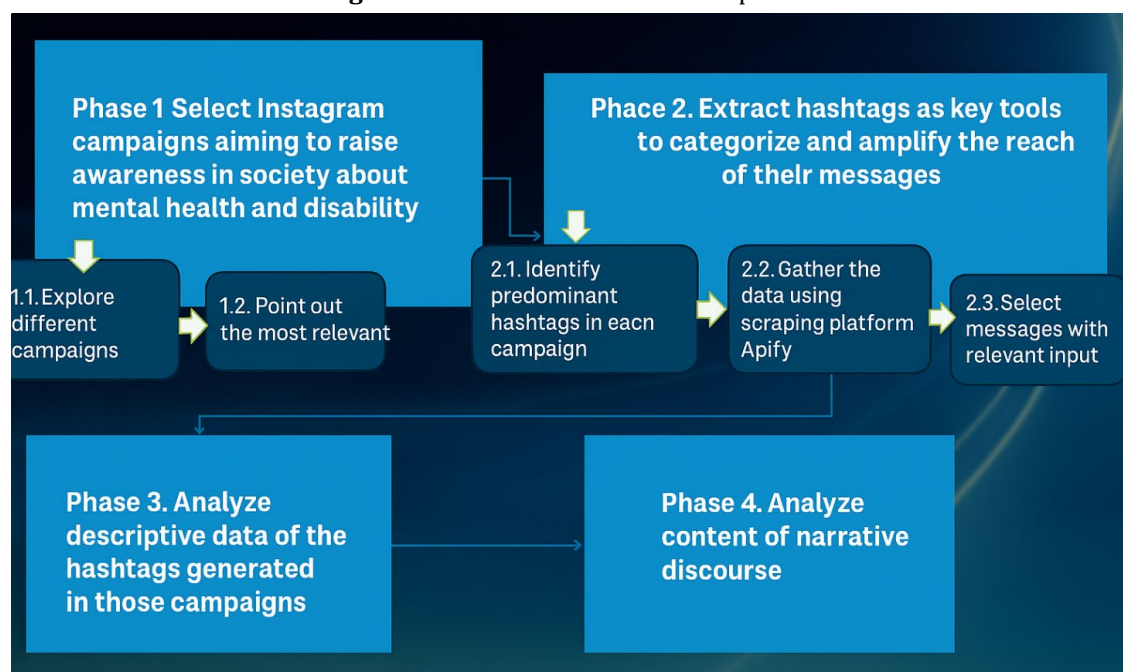 Phase 1 Select Instagram
campaigns aiming to raise
awareness in society about
mental health and disability
Phace 2. Extract hashtags as key tools
to categorize and amplify the reach
of thelr messages
1.1. Explore
different
campaigns
1.2. Point out
the most relevant
2.1. Identify
predominant
hashtags in eacn
campaign
2.2. Gather the
data using
scraping platform
Apify
2.3.Select
messages with
relevant input
Phase 3. Analyze
descriptive data of the
hashtags generated
in those campaigns
Phase 4. Analyze
content of narrative
discourse